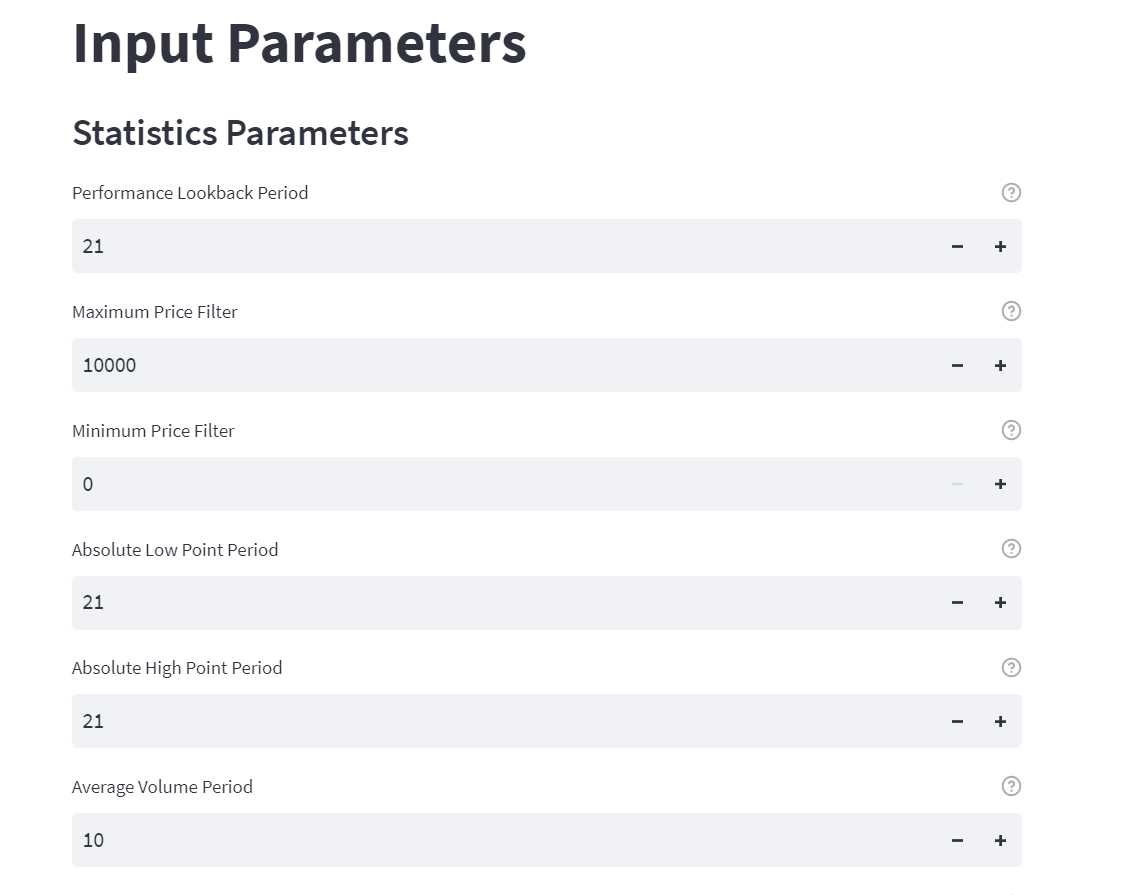 Input Parameters
Statistics Parameters
Performance Lookback Period
21
Maximum Price Filter
10000
Minimum Price Filter
0
Absolute Low Point Period
21
Absolute High Point Period
21
Average Volume Period
10